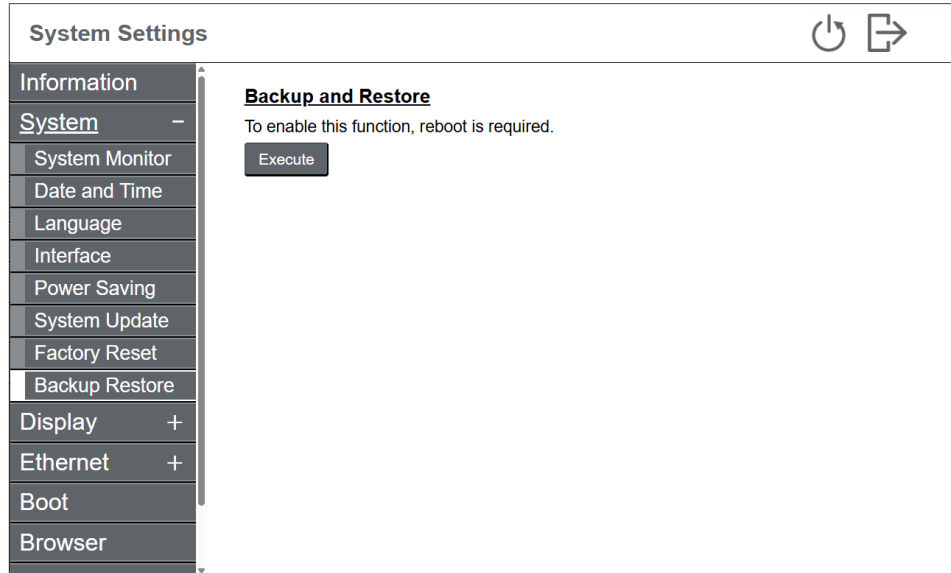 System Settings
Information
System −
System Monitor
Date and Time
Language
Interface
Power Saving
System Update
Factory Reset
Backup Restore
Display +
Ethernet +
Boot
Browser
Backup and Restore
To enable this function, reboot is required.
Execute